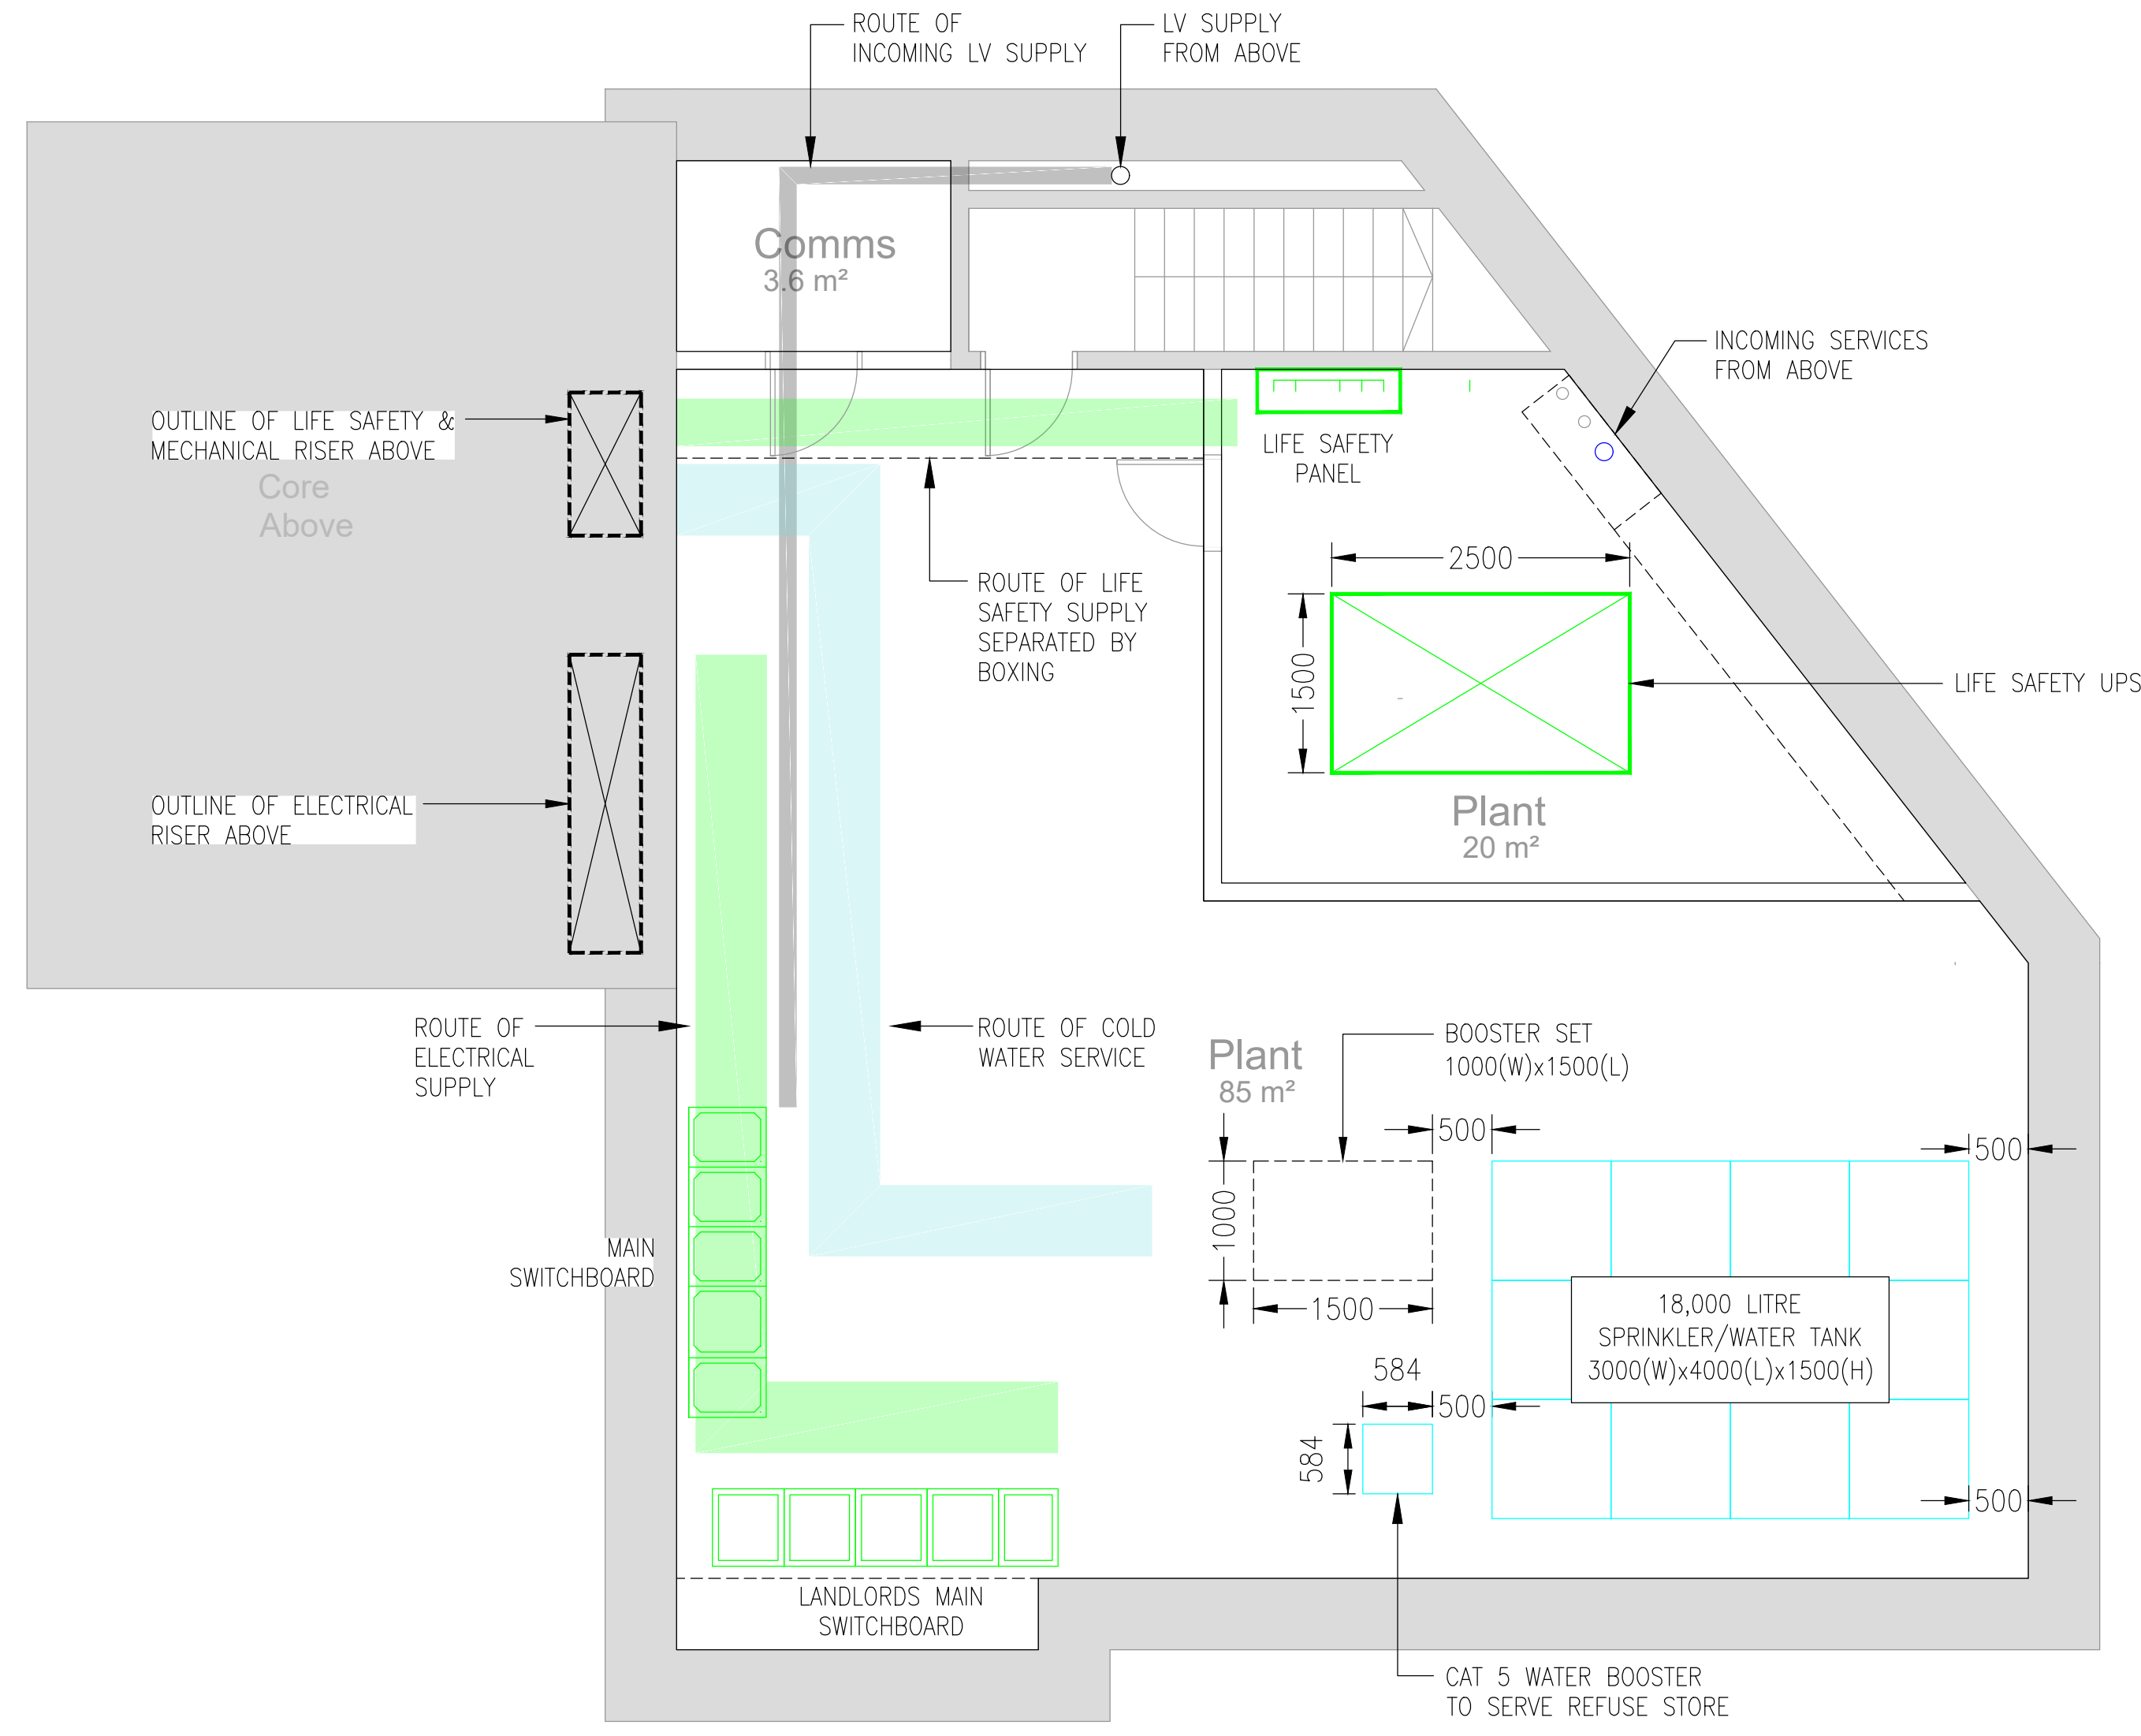 ROUTE OF
INCOMING LV SUPPLY
LV SUPPLY
FROM ABOVE
Comms
3.6 m²
INCOMING SERVICES
FROM ABOVE
OUTLINE OF LIFE SAFETY &
MECHANICAL RISER ABOVE
Core
Above
LIFE SAFETY
PANEL
2500
1500
ROUTE OF LIFE
SAFETY SUPPLY
SEPARATED BY
BOXING
LIFE SAFETY UPS
Plant
20 m²
OUTLINE OF ELECTRICAL
RISER ABOVE
ROUTE OF
ELECTRICAL
SUPPLY
ROUTE OF COLD
WATER SERVICE
Plant
85 m²
BOOSTER SET
1000(W)x1500(L)
500
500
1000
1500
MAIN
SWITCHBOARD
18,000 LITRE
SPRINKLER/WATER TANK
3000(W)x4000(L)x1500(H)
584
500
584
500
LANDLORDS MAIN
SWITCHBOARD
CAT 5 WATER BOOSTER
TO SERVE REFUSE STORE